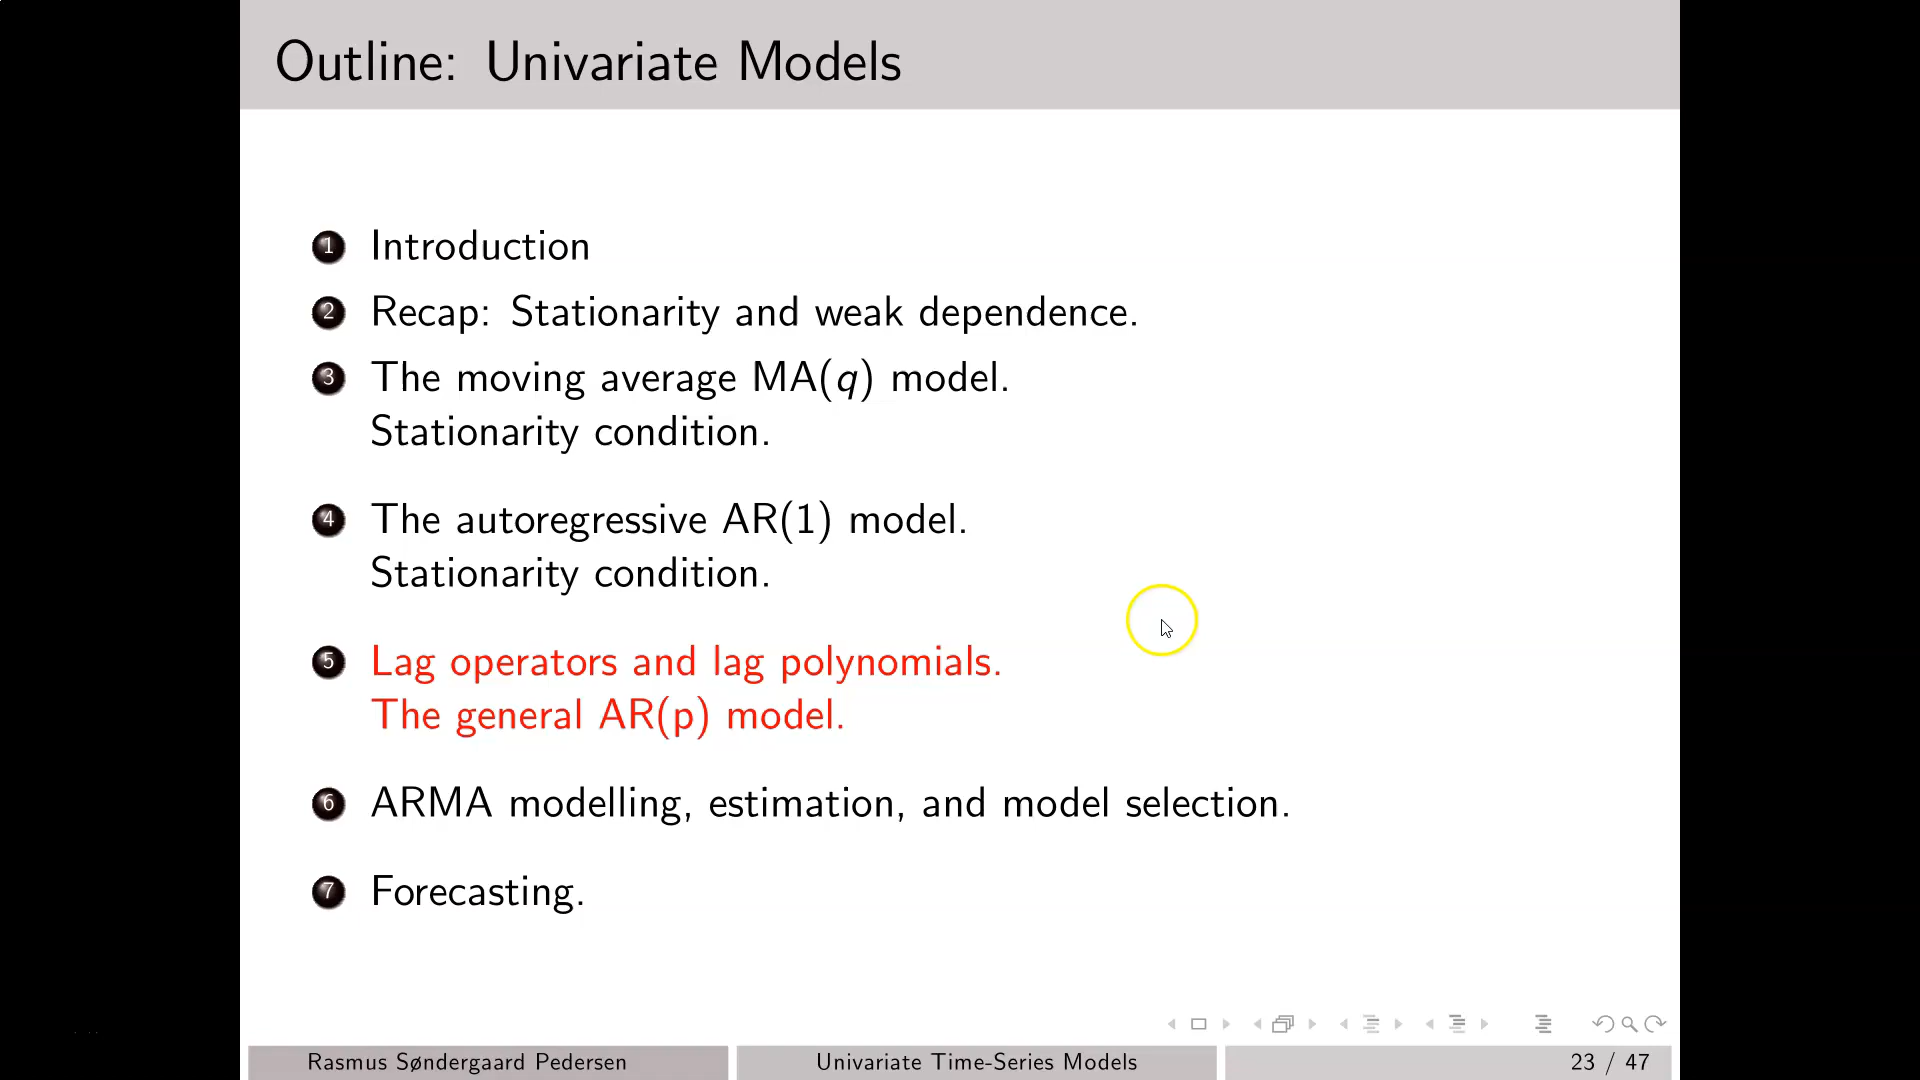 Outline: Univariate Models
1 Introduction
2 Recap: Stationarity and weak dependence.
3 The moving average MA(q) model.
Stationarity condition.
4 The autoregressive AR(1) model.
Stationarity condition.
5 Lag operators and lag polynomials.
The general AR(p) model.
6 ARMA modelling, estimation, and model selection.
7 Forecasting.
Rasmus Søndergaard Pedersen Univariate Time-Series Models 23 / 47